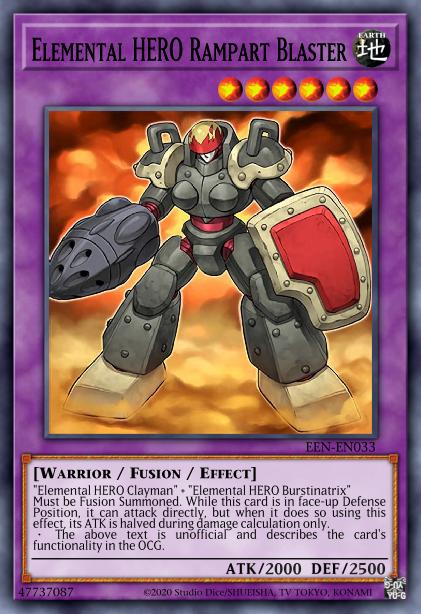 ELEMENTAL HERO RAMPART BLASTER
EARTH
地
EEN-EN033
[WARRIOR / FUSION / EFFECT]
"Elemental HERO Clayman" + "Elemental HERO Burstinatrix"
Must be Fusion Summoned. While this card is in face-up Defense
Position, it can attack directly, but when it does so using this
effect, its ATK is halved during damage calculation only.
· The above text is unofficial and describes the card's
functionality in the OCG.
ATK/2000 DEF/2500
47737087
©2020 Studio Dice/SHUEISHA, TV TOKYO, KONAMI